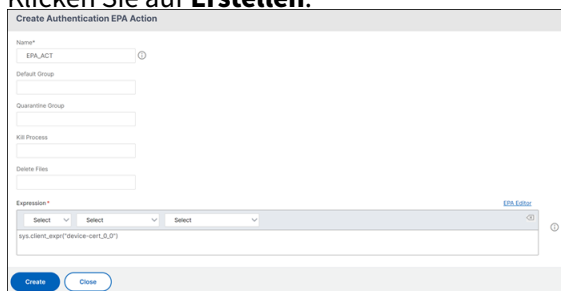 Klicken Sie auf Erstellen.
Create Authentication EPA Action
Name*
EPA_ACT
Default Group
Quarantine Group
Kill Process
Delete Files
Expression * EPA Editor
Select Select Select
sys.client_expr("device-cert_0_0")
Create Close